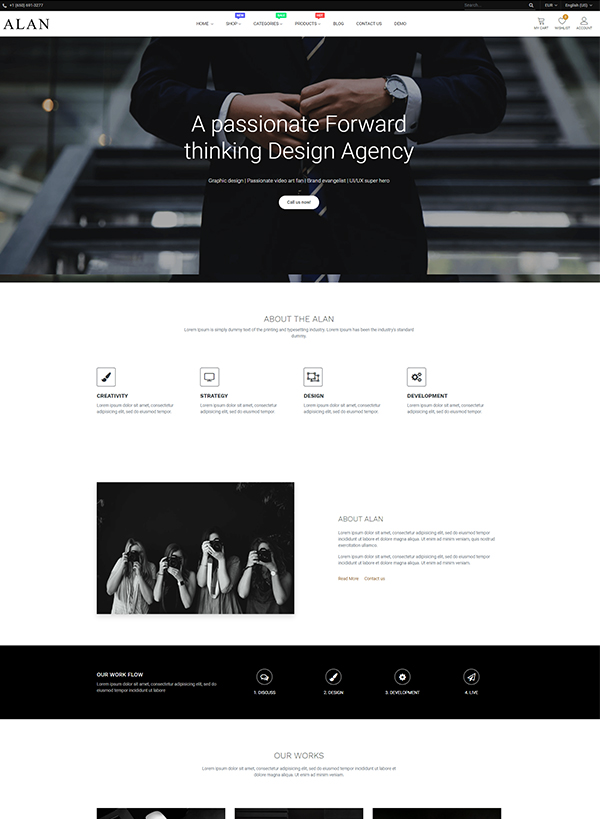 +1 (650) 691-3277
Search...
EUR
English (US)
ALAN
NEW
SALE
HOT
HOME
SHOP
CATEGORIES
PRODUCTS
BLOG
CONTACT US
DEMO
MY CART
WISHLIST
ACCOUNT
A passionate Forward
thinking Design Agency
Graphic design | Passionate video art fan | Brand evangelist | UI/UX super hero
Call us now!
ABOUT THE ALAN
Lorem Ipsum is simply dummy text of the printing and typesetting industry. Lorem Ipsum has been the industry's standard
dummy.
CREATIVITY
Lorem ipsum dolor sit amet, consectetur
adipisicing elit, sed do eiusmod tempor.
STRATEGY
Lorem ipsum dolor sit amet, consectetur
adipisicing elit, sed do eiusmod tempor.
DESIGN
Lorem ipsum dolor sit amet, consectetur
adipisicing elit, sed do eiusmod tempor.
DEVELOPMENT
Lorem ipsum dolor sit amet, consectetur
adipisicing elit, sed do eiusmod tempor.
ABOUT ALAN
Lorem ipsum dolor sit amet, consectetur adipisicing elit, sed do eiusmod tempor
incididunt ut labore et dolore magna aliqua. Ut enim ad minim veniam, quis nostrud
exercitation ullamco.
Lorem ipsum dolor sit amet, consectetur adipisicing elit, sed do eiusmod tempor
incididunt ut labore et dolore magna aliqua. Ut enim ad minim veniam.
Read More
Contact us
OUR WORK FLOW
Lorem ipsum dolor sit amet, consectetur adipisicing elit, sed do
eiusmod tempor incididunt ut labore
1. DISCUSS
2. DESIGN
3. DEVELOPMENT
4. LIVE
OUR WORKS
Lorem ipsum dolor sit amet, consectetur adipisicing elit, sed do eiusmod tempor incididunt ut labore et
dolore magna aliqua. Ut enim ad minim veniam.